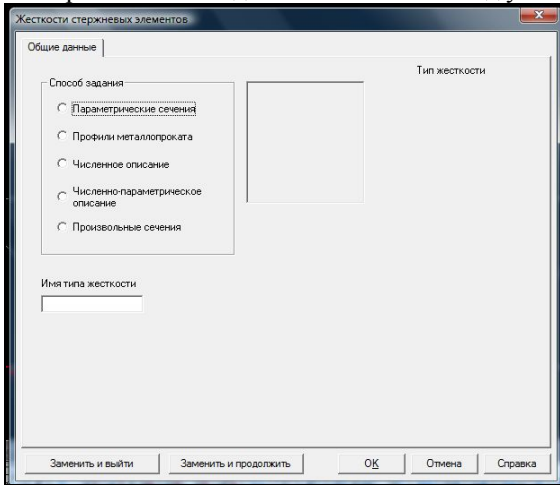 Жесткости стержневых элементов
Общие данные
Тип жесткости
Способ задания
Параметрические сечения
Профили металлопроката
Численное описание
Численно-параметрическое
описание
Произвольные сечения
Имя типа жесткости
Заменить и выйти
Заменить и продолжить
OK
Отмена
Справка